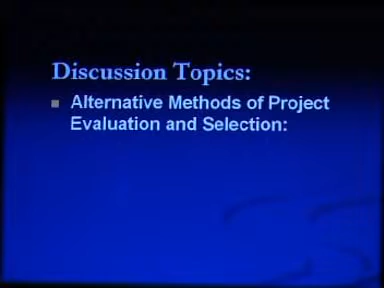 Discussion Topics:
Alternative Methods of Project
Evaluation and Selection: